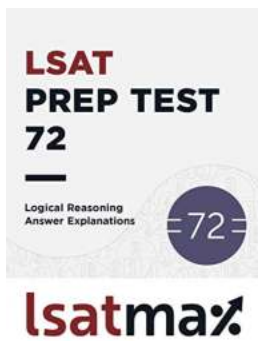 LSAT
PREP TEST
72
Logical Reasoning
Answer Explanations
72
lsatmax